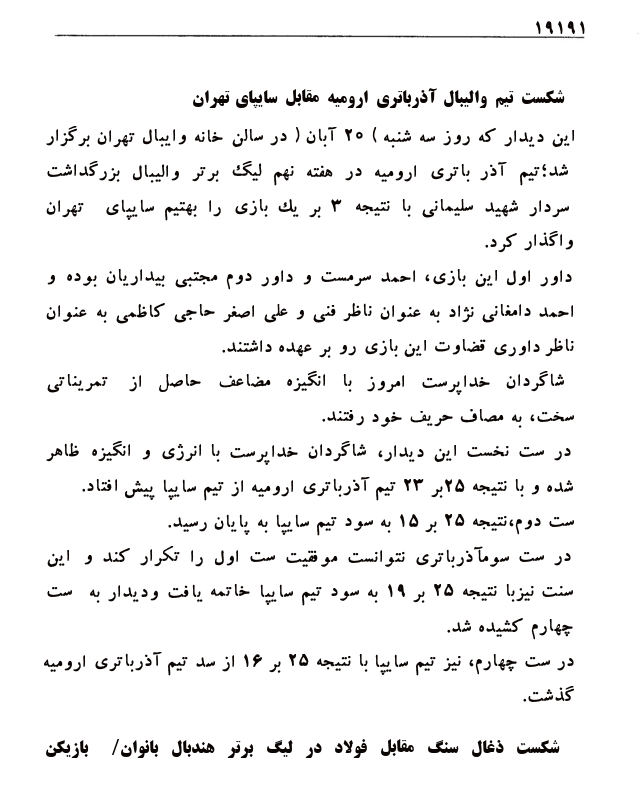 ۱۹۱۹۱
شکست تیم والیبال آذرباتری ارومیه مقابل سایپای تهران
این دیدار که روز سه شنبه ) ۲۰ آبان ( در سالن خانه وایبال تهران برگزار
شد؛تیم آذر باتری ارومیه در هفته نهم لیگ برتر والیبال بزرگداشت
سردار شهید سلیمانی با نتیجه ۳ بر یک بازی را بهتیم سایپای تهران
واگذار کرد.
داور اول این بازی، احمد سرمست و داور دوم مجتبی بیداریان بوده و
احمد دامغانی نژاد به عنوان ناظر فنی و علی اصغر حاجی کاظمی به عنوان
ناظر داوری قضاوت این بازی رو بر عهده داشتند.
شاگردان خداپرست امروز با انگیزه مضاعف حاصل از تمریناتی
سخت، به مصاف حریف خود رفتند.
در ست نخست این دیدار، شاگردان خداپرست با انرژی و انگیزه ظاهر
شده و با نتیجه ۲۵بر ۲۳ تیم آذرباتری ارومیه از تیم سایپا پیش افتاد.
ست دوم،نتیجه ۲۵ بر ۱۵ به سود تیم سایپا به پایان رسید.
در ست سومآذرباتری نتوانست موفقیت ست اول را تکرار کند و این
سنت نیزبا نتیجه ۲۵ بر ۱۹ به سود تیم سایپا خاتمه یافت ودیدار به ست
چهارم کشیده شد.
در ست چهارم، نیز تیم سایپا با نتیجه ۲۵ بر ۱۶ از سد تیم آذرباتری ارومیه
گذشت.
شکست ذغال سنگ مقابل فولاد در لیگ برتر هندبال بانوان/ بازیکن